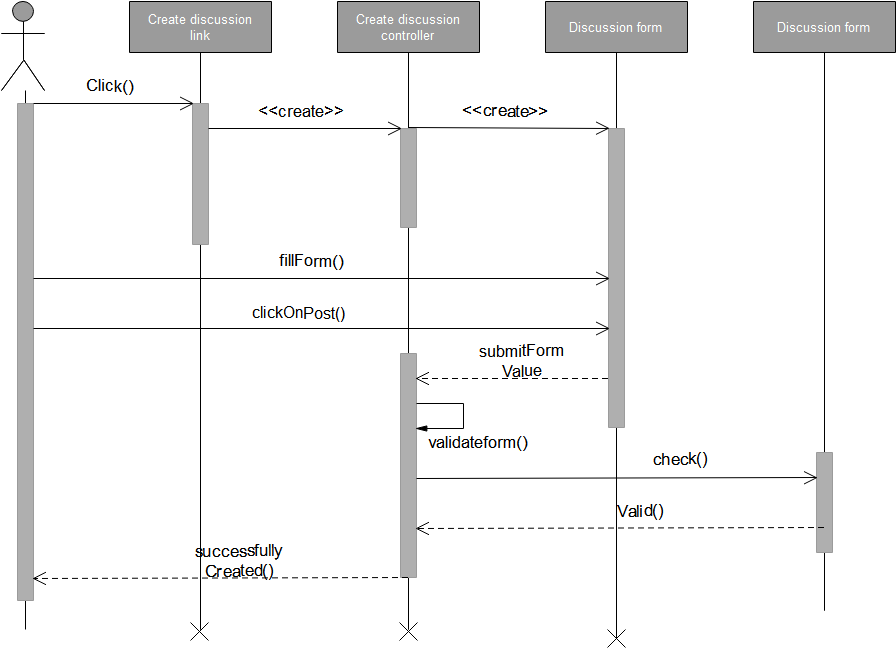 Create discussion
link
Create discussion
controller
Discussion form
Discussion form
Click()
<<create>>
<<create>>
fillForm()
clickOnPost()
submitForm
Value
validateform()
check()
Valid()
successfully
Created()